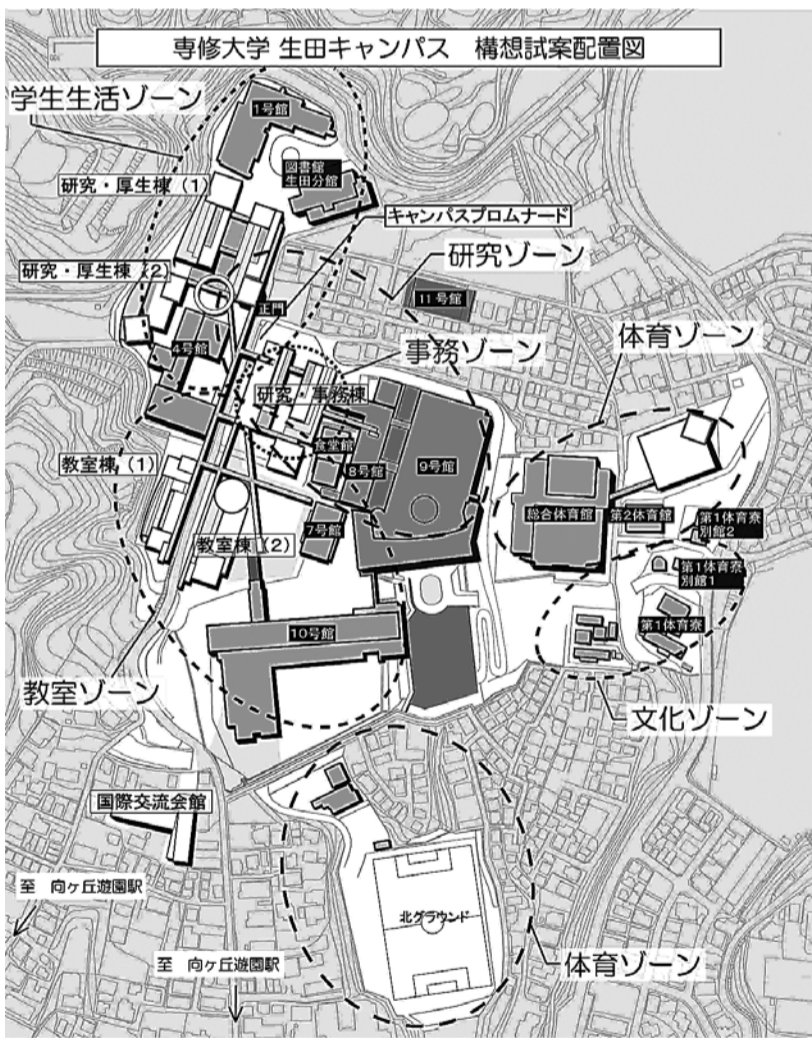 専修大学 生田キャンパス 構想試案配置図
学生生活ゾーン
1号館
図書館
生田分館
研究・厚生棟（1）
キャンパスプロムナード
研究ゾーン
研究・厚生棟（2）
正門
11号館
4号館
事務ゾーン
体育ゾーン
研究・事務棟
食堂館
8号館
9号館
教室棟（1）
総合体育館
第2体育館
第1体育寮
別館2
7号館
教室棟（2）
第1体育寮
別館1
10号館
第1体育寮
教室ゾーン
文化ゾーン
国際交流会館
至 向ヶ丘遊園駅
北グラウンド
至 向ヶ丘遊園駅
体育ゾーン